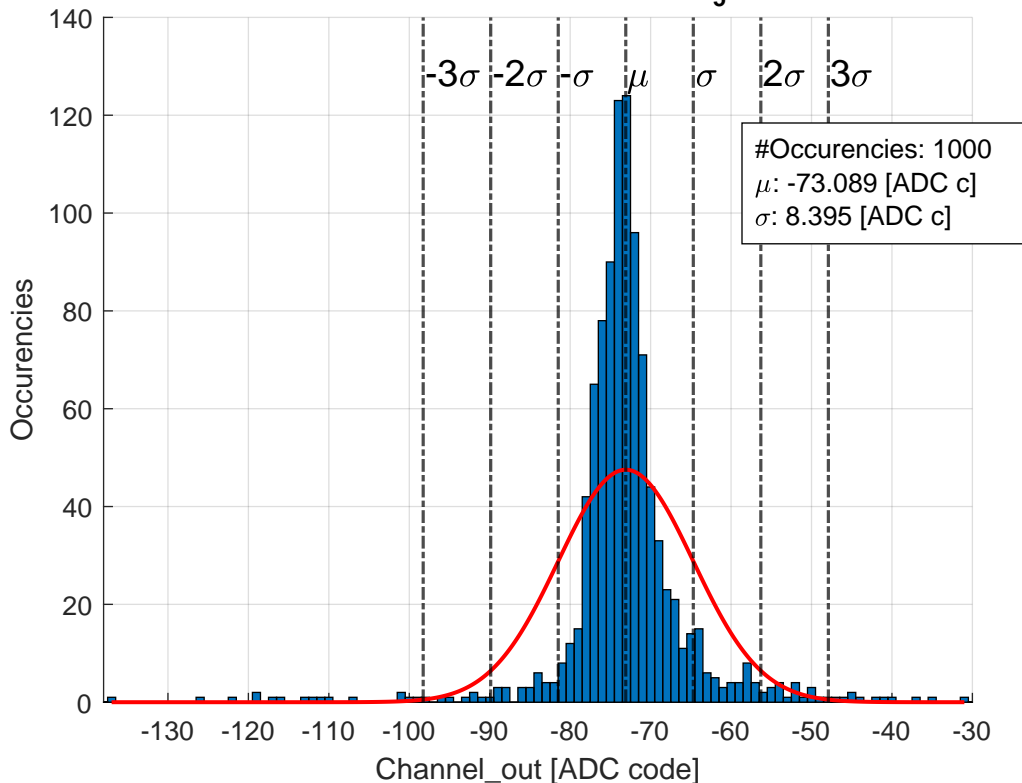 140
120
100
80
60
40
20
0
Occurencies
-3σ -2σ -σ μ σ 2σ 3σ
#Occurencies: 1000
μ: -73.089 [ADC c]
σ: 8.395 [ADC c]
-130 -120 -110 -100 -90 -80 -70 -60 -50 -40 -30
Channel_out [ADC code]